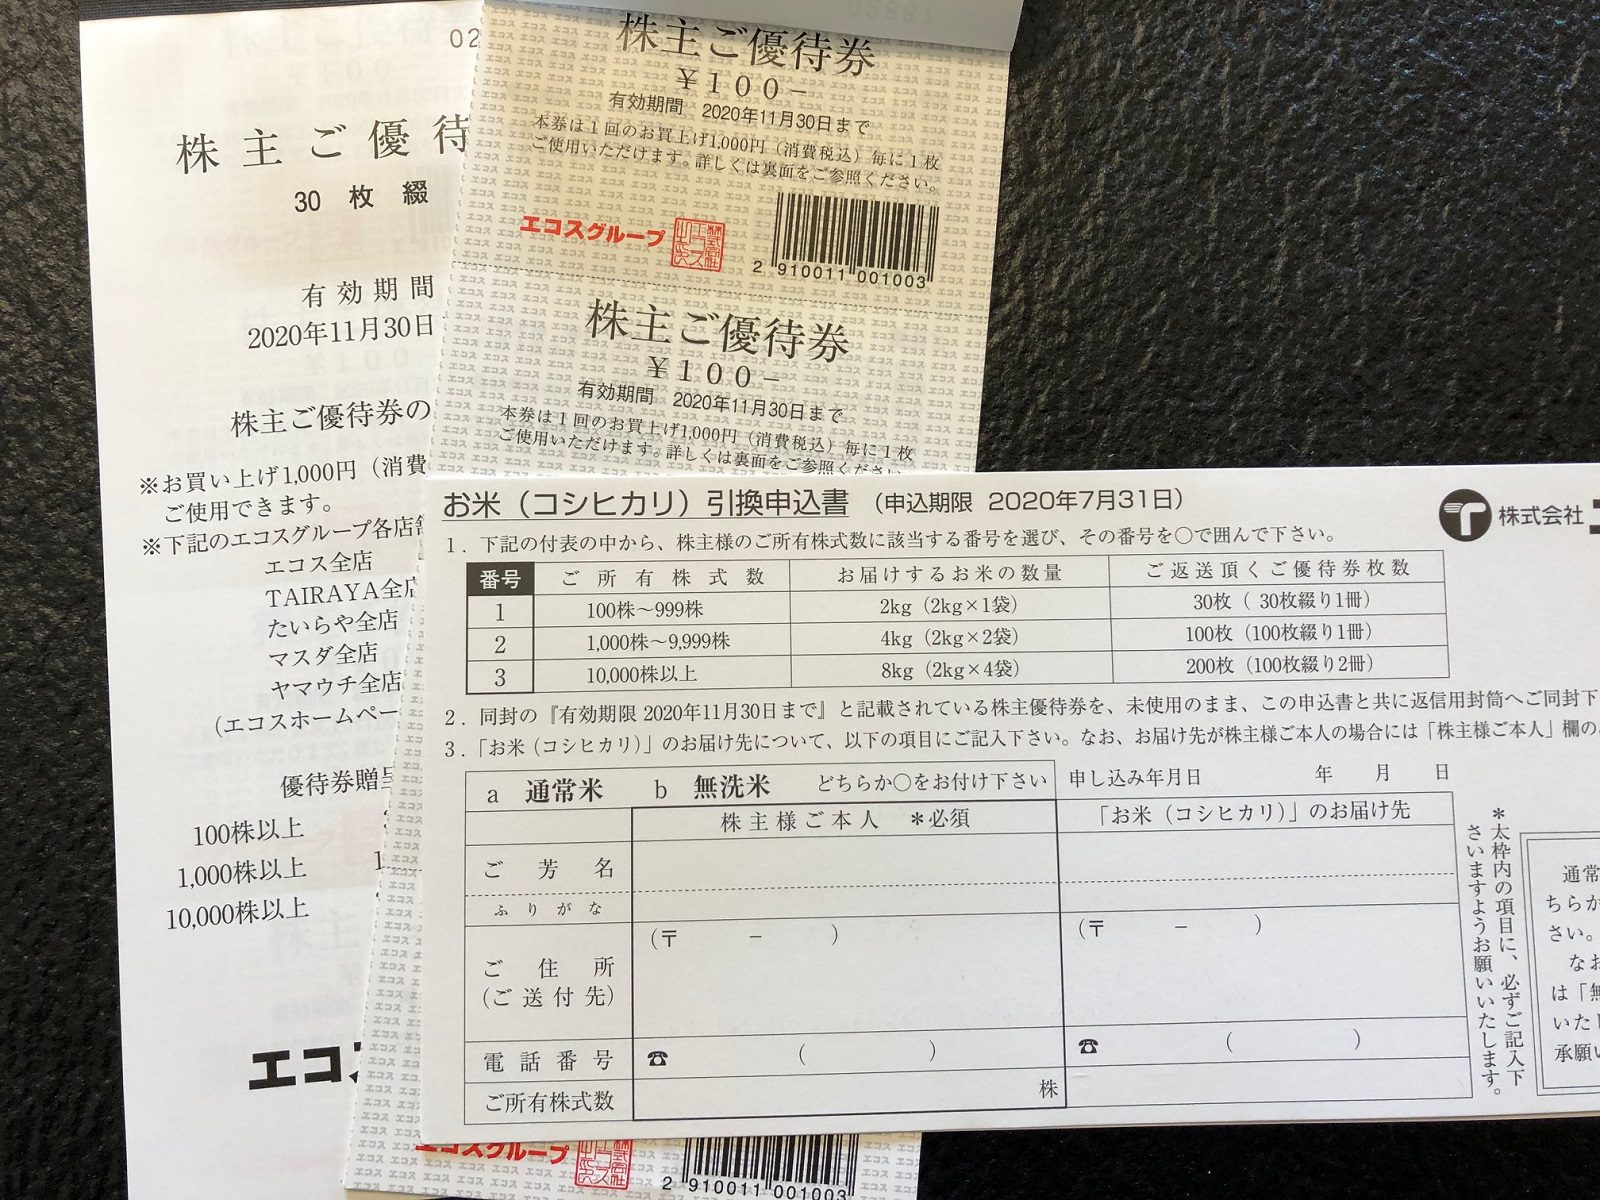 02
株主ご優待
30 枚 綴
有効期間
2020年11月30日
株主ご優待券の
※お買い上げ1,000円（消費
ご使用できます。
※下記のエコスグループ各店舗
エコス全店
TAIRAYA全店
たいらや全店
マスダ全店
ヤマウチ全店
(エコスホームペー
優待券贈呈
100株以上
1,000株以上
10,000株以上
エコス
株主ご優待券
￥100−
有効期間 2020年11月30日まで
本券は1回のお買上げ1,000円（消費税込）毎に1枚
ご使用いただけます。詳しくは裏面をご参照ください。
エコスグループ
2 910011 001003
株主ご優待券
￥100−
有効期間 2020年11月30日まで
本券は1回のお買上げ1,000円（消費税込）毎に1枚
ご使用いただけます。詳しくは裏面をご参照ください。
エコスグループ
2 910011 001003
お米（コシヒカリ）引換申込書 （申込期限 2020年7月31日）
株式会社
1．下記の付表の中から、株主様のご所有株式数に該当する番号を選び、その番号を○で囲んで下さい。
番号 ご所有株式数 お届けするお米の数量 ご返送頂くご優待券枚数
1 100株～999株 2kg（2kg×1袋） 30枚（ 30枚綴り1冊）
2 1,000株～9,999株 4kg（2kg×2袋） 100枚（100枚綴り1冊）
3 10,000株以上 8kg（2kg×4袋） 200枚（100枚綴り2冊）
2．同封の『有効期限 2020年11月30日まで』と記載されている株主優待券を、未使用のまま、この申込書と共に返信用封筒へご同封下
3．「お米（コシヒカリ）」のお届け先について、以下の項目にご記入下さい。なお、お届け先が株主様ご本人の場合には「株主様ご本人」欄の
a 通常米 b 無洗米 どちらか○をお付け下さい 申し込み年月日 年 月 日
株主様ご本人 ＊必須 「お米（コシヒカリ）」のお届け先
ご芳名
ふりがな
ご住所
（ご送付先）
（〒 − ） （〒 − ）
電話番号 ☎ （ ） ☎ （ ）
ご所有株式数 株
＊太枠内の項目に、必ずご記入下
さいますようお願いいたします。
通常
ちらか
さい。
なお
は「無
いたし
承願い